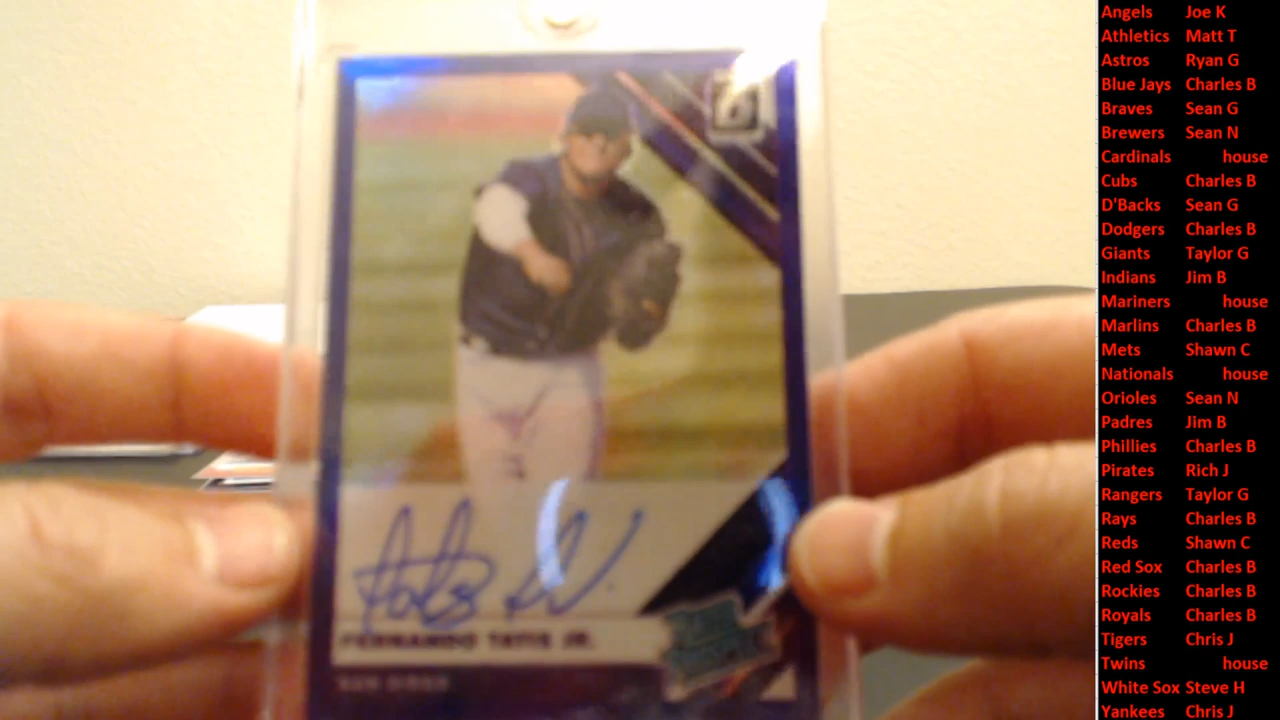 FERNANDO TATIS JR.
SAN DIEGO
Angels Joe K
Athletics Matt T
Astros Ryan G
Blue Jays Charles B
Braves Sean G
Brewers Sean N
Cardinals house
Cubs Charles B
D'Backs Sean G
Dodgers Charles B
Giants Taylor G
Indians Jim B
Mariners house
Marlins Charles B
Mets Shawn C
Nationals house
Orioles Sean N
Padres Jim B
Phillies Charles B
Pirates Rich J
Rangers Taylor G
Rays Charles B
Reds Shawn C
Red Sox Charles B
Rockies Charles B
Royals Charles B
Tigers Chris J
Twins house
White Sox Steve H
Yankees Chris J